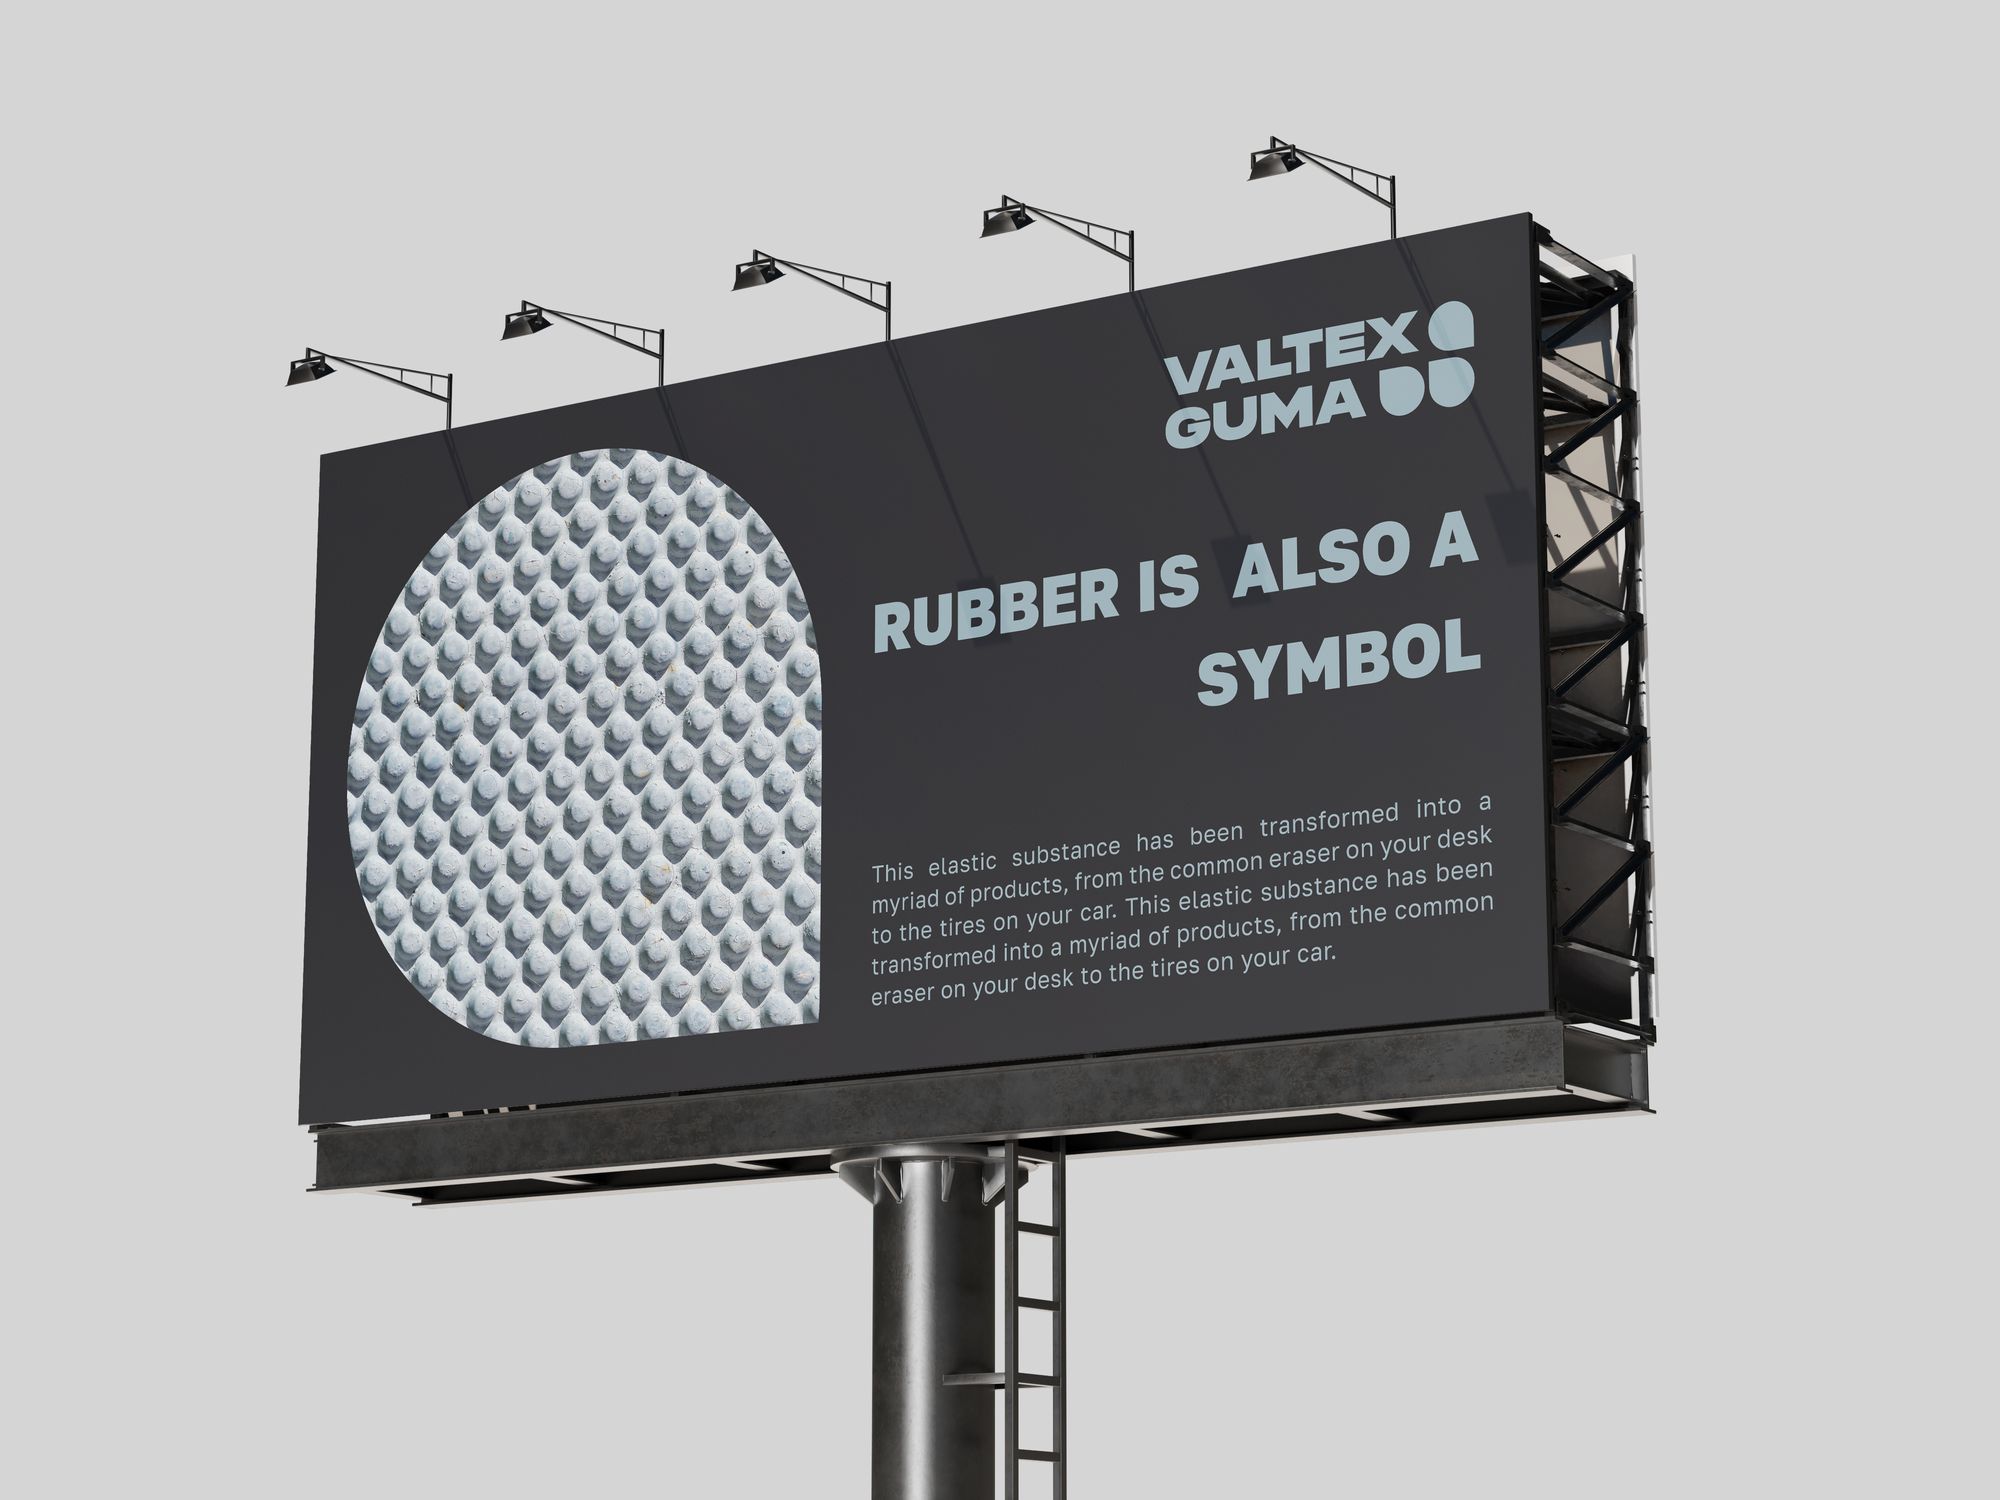 VALTEX
GUMA
RUBBER IS ALSO A
SYMBOL
This elastic substance has been transformed into a
myriad of products, from the common eraser on your desk
to the tires on your car. This elastic substance has been
transformed into a myriad of products, from the common
eraser on your desk to the tires on your car.